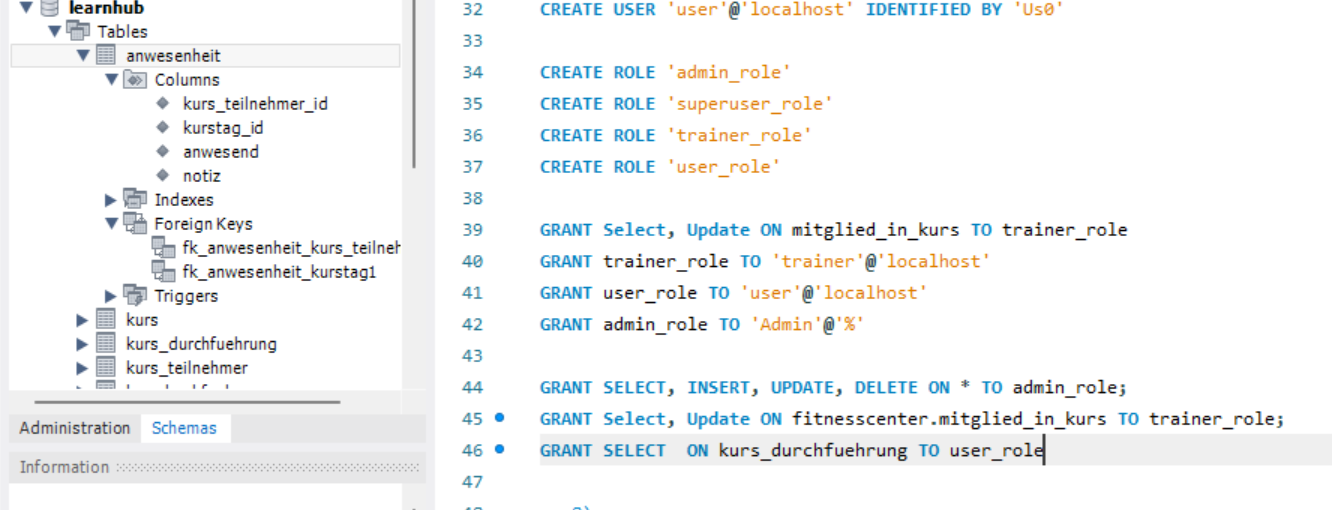 learnhub
Tables
anwesenheit
Columns
kurs_teilnehmer_id
kurstag_id
anwesend
notiz
Indexes
Foreign Keys
fk_anwesenheit_kurs_teilneh
fk_anwesenheit_kurstag1
Triggers
kurs
kurs_durchfuehrung
kurs_teilnehmer
Administration Schemas
Information
32 CREATE USER 'user'@'localhost' IDENTIFIED BY 'Us0'
33
34 CREATE ROLE 'admin_role'
35 CREATE ROLE 'superuser_role'
36 CREATE ROLE 'trainer_role'
37 CREATE ROLE 'user_role'
38
39 GRANT Select, Update ON mitglied_in_kurs TO trainer_role
40 GRANT trainer_role TO 'trainer'@'localhost'
41 GRANT user_role TO 'user'@'localhost'
42 GRANT admin_role TO 'Admin'@'%'
43
44 GRANT SELECT, INSERT, UPDATE, DELETE ON * TO admin_role;
45 GRANT Select, Update ON fitnesscenter.mitglied_in_kurs TO trainer_role;
46 GRANT SELECT  ON kurs_durchfuehrung TO user_role
47